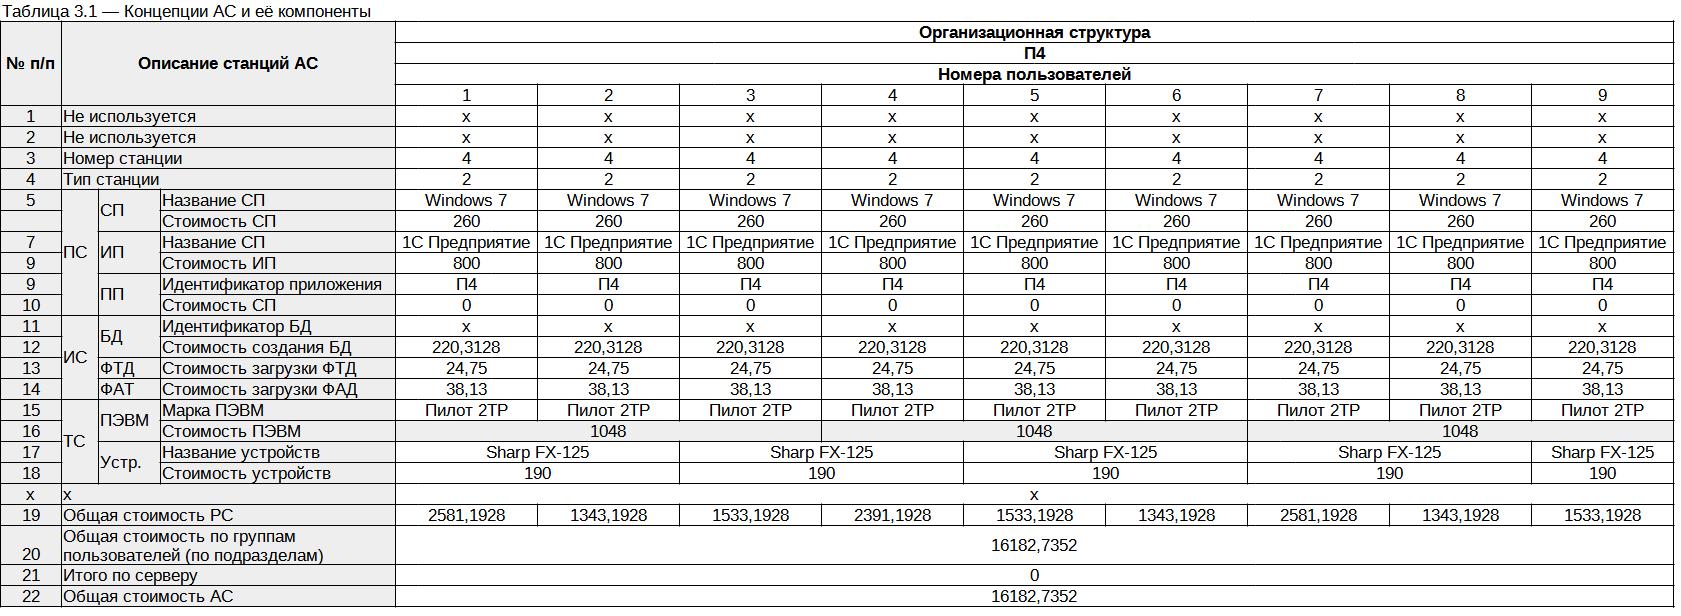 Таблица 3.1 — Концепции АС и её компоненты
№ п/п Описание станций АС Организационная структура
П4
Номера пользователей
1 2 3 4 5 6 7 8 9
1 Не используется x x x x x x x x x
2 Не используется x x x x x x x x x
3 Номер станции 4 4 4 4 4 4 4 4 4
4 Тип станции 2 2 2 2 2 2 2 2 2
5 ПС СП Название СП Windows 7 Windows 7 Windows 7 Windows 7 Windows 7 Windows 7 Windows 7 Windows 7 Windows 7
Стоимость СП 260 260 260 260 260 260 260 260 260
7 ИП Название СП 1С Предприятие 1С Предприятие 1С Предприятие 1С Предприятие 1С Предприятие 1С Предприятие 1С Предприятие 1С Предприятие 1С Предприятие
9 Стоимость ИП 800 800 800 800 800 800 800 800 800
9 ПП Идентификатор приложения П4 П4 П4 П4 П4 П4 П4 П4 П4
10 Стоимость СП 0 0 0 0 0 0 0 0 0
11 ИС БД Идентификатор БД x x x x x x x x x
12 Стоимость создания БД 220,3128 220,3128 220,3128 220,3128 220,3128 220,3128 220,3128 220,3128 220,3128
13 ФТД Стоимость загрузки ФТД 24,75 24,75 24,75 24,75 24,75 24,75 24,75 24,75 24,75
14 ФАТ Стоимость загрузки ФАД 38,13 38,13 38,13 38,13 38,13 38,13 38,13 38,13 38,13
15 ТС ПЭВМ Марка ПЭВМ Пилот 2ТР Пилот 2ТР Пилот 2ТР Пилот 2ТР Пилот 2ТР Пилот 2ТР Пилот 2ТР Пилот 2ТР Пилот 2ТР
16 Стоимость ПЭВМ 1048 1048 1048
17 Устр. Название устройств Sharp FX-125 Sharp FX-125 Sharp FX-125 Sharp FX-125 Sharp FX-125
18 Стоимость устройств 190 190 190 190 190
x x x
19 Общая стоимость РС 2581,1928 1343,1928 1533,1928 2391,1928 1533,1928 1343,1928 2581,1928 1343,1928 1533,1928
20 Общая стоимость по группам
пользователей (по подразделам) 16182,7352
21 Итого по серверу 0
22 Общая стоимость АС 16182,7352